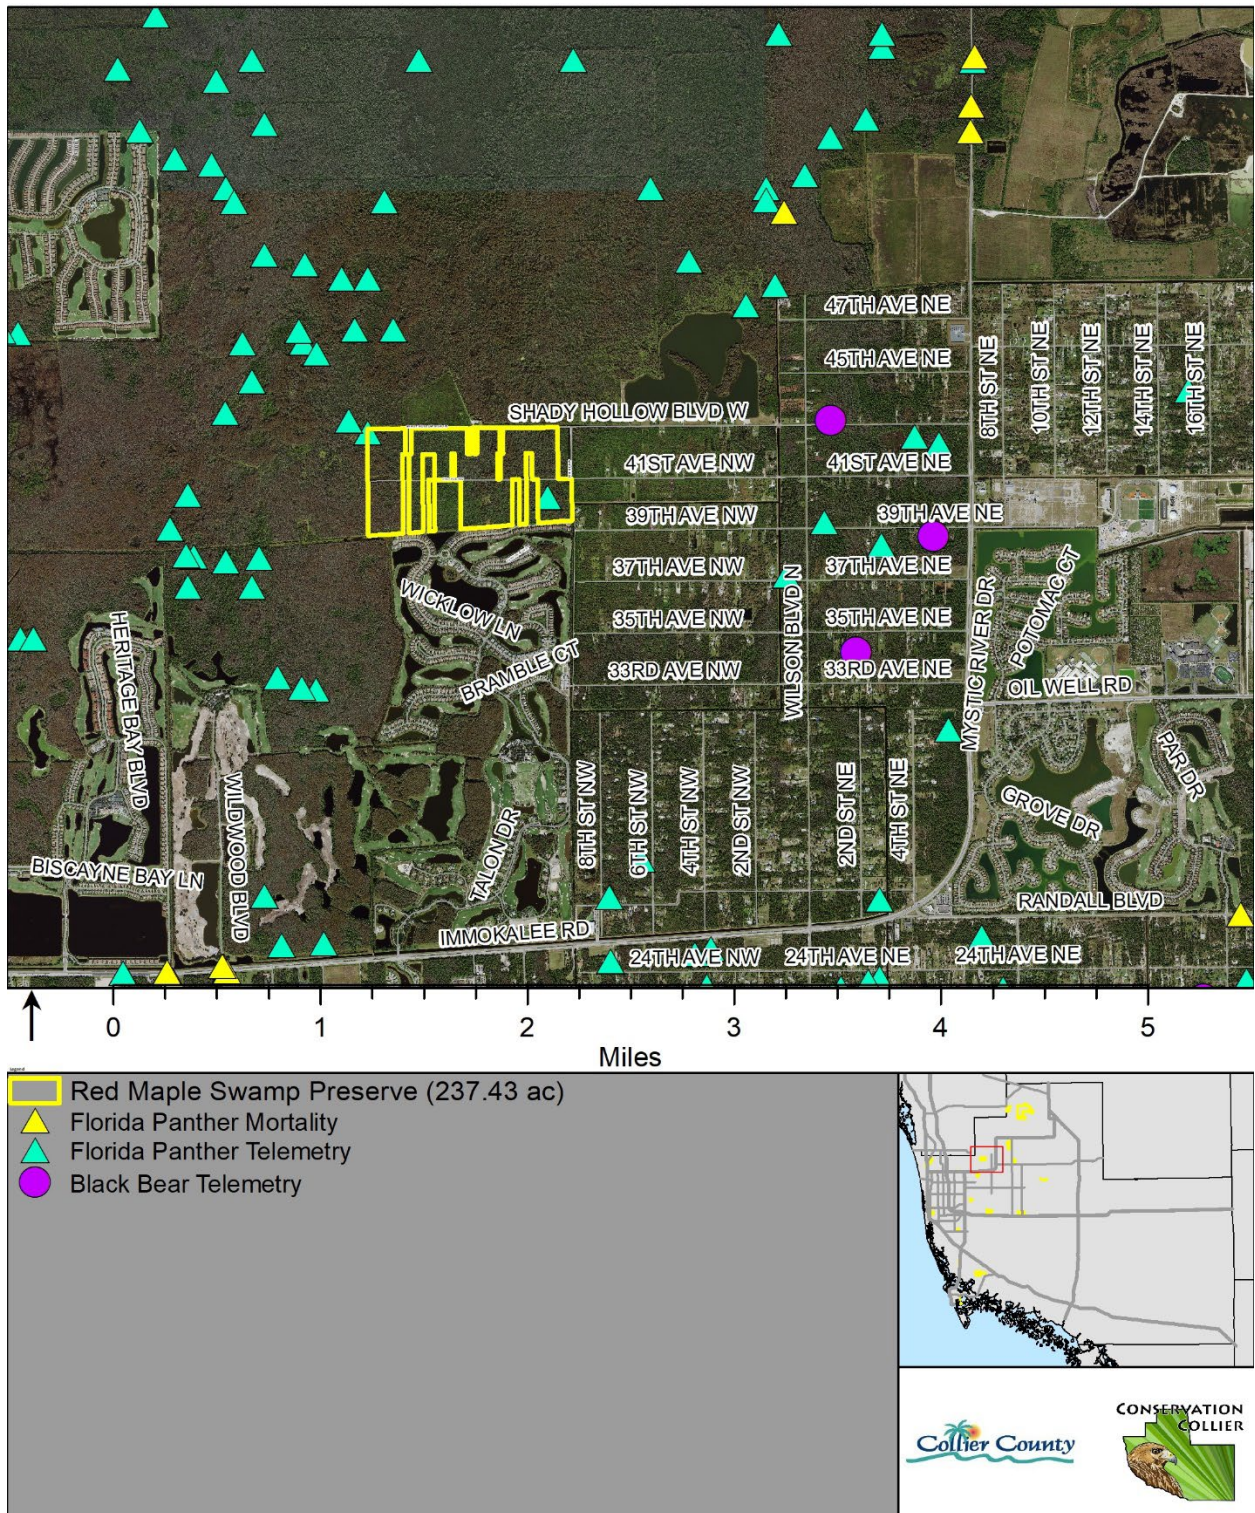 47TH AVE NE
45TH AVE NE
SHADY HOLLOW BLVD W
8TH ST NE
10TH ST NE
12TH ST NE
14TH ST NE
16TH ST NE
41ST AVE NW
41ST AVE NE
39TH AVE NW
39TH AVE NE
37TH AVE NW
37TH AVE NE
WICKLOW LN
WILSON BLVD N
MYSTIC RIVER DR
POTOMAC CT
35TH AVE NW
35TH AVE NE
HERITAGE BAY BLVD
BRAMBLE CT
33RD AVE NW
33RD AVE NE
OIL WELL RD
WILDWOOD BLVD
TALON DR
8TH ST NW
6TH ST NW
4TH ST NW
2ND ST NW
2ND ST NE
4TH ST NE
GROVE DR
PAR DR
BISCAYNE BAY LN
RANDALL BLVD
IMMOKALEE RD
24TH AVE NW
24TH AVE NE
24TH AVE NE
0 1 2 3 4 5
Miles
Legend
Red Maple Swamp Preserve (237.43 ac)
Florida Panther Mortality
Florida Panther Telemetry
Black Bear Telemetry
Collier County
CONSERVATION
COLLIER